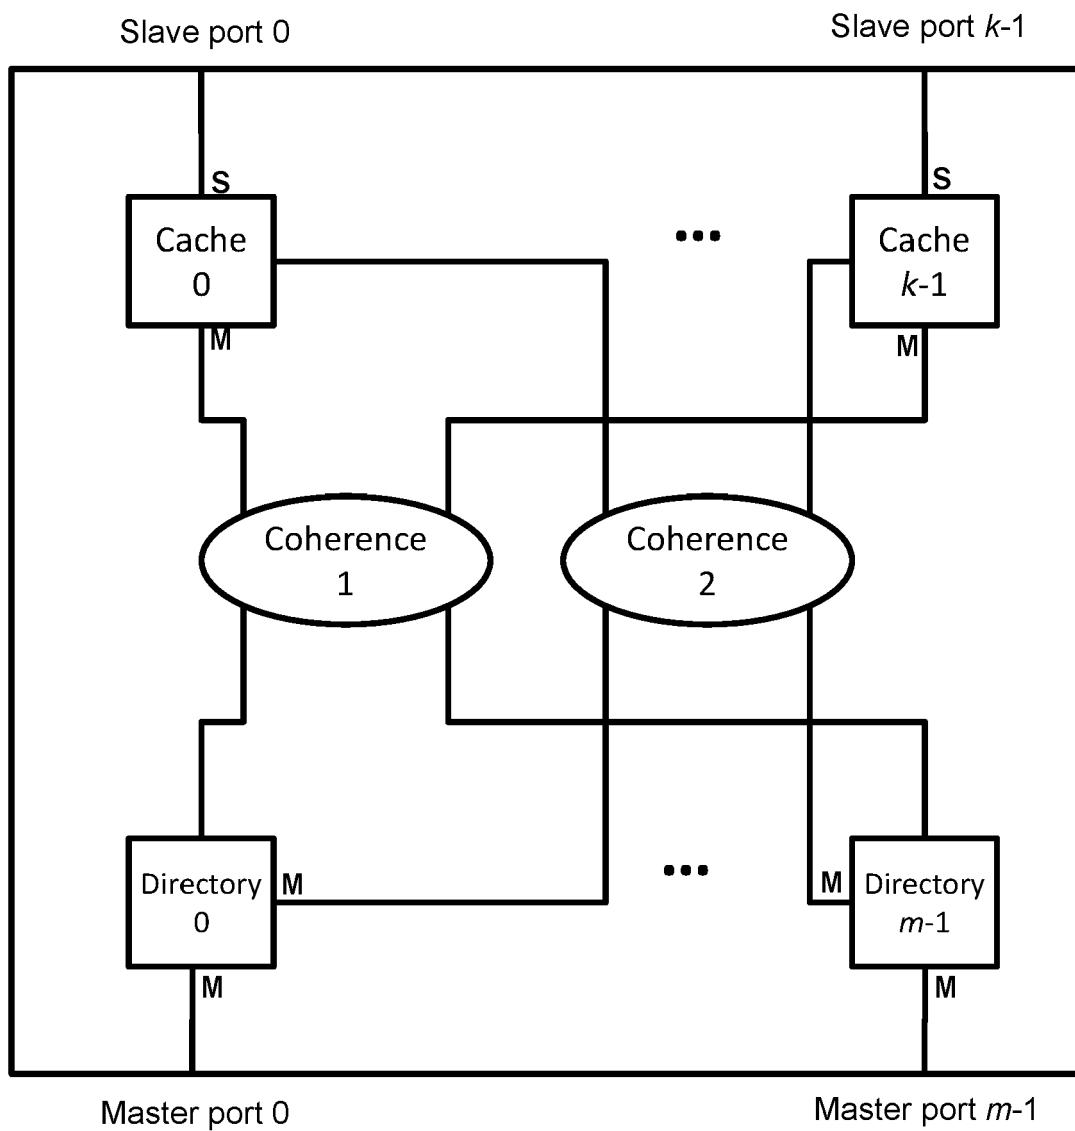 Slave port 0
Slave port k-1
S
S
Cache
0
...
Cache
k-1
M
M
Coherence
1
Coherence
2
Directory
0
M
...
M
Directory
m-1
M
M
Master port 0
Master port m-1